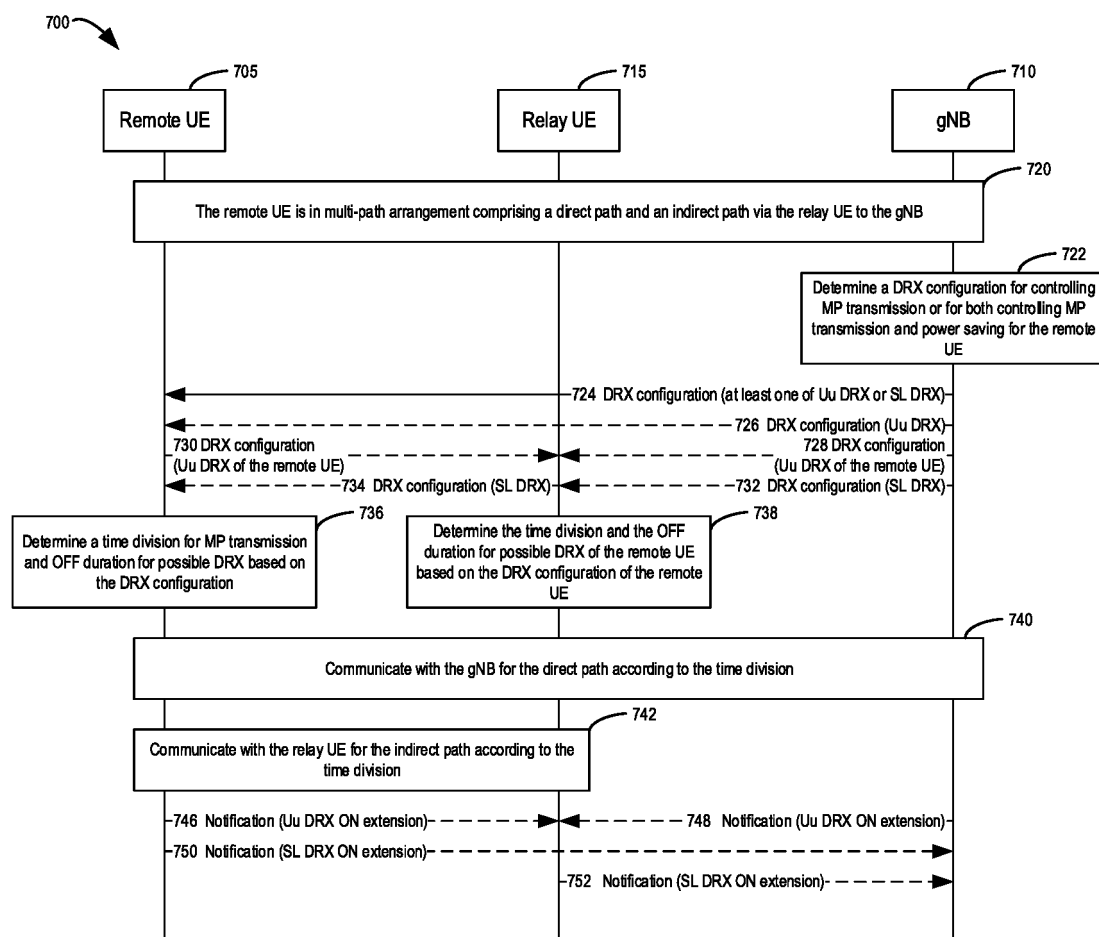 700
705
715
710
Remote UE
Relay UE
gNB
720
The remote UE is in multi-path arrangement comprising a direct path and an indirect path via the relay UE to the gNB
722
Determine a DRX configuration for controlling
MP transmission or for both controlling MP
transmission and power saving for the remote
UE
724 DRX configuration (at least one of Uu DRX or SL DRX)
726 DRX configuration (Uu DRX)
730 DRX configuration
(Uu DRX of the remote UE)
728 DRX configuration
(Uu DRX of the remote UE)
734 DRX configuration (SL DRX)
732 DRX configuration (SL DRX)
736
Determine a time division for MP transmission
and OFF duration for possible DRX based on
the DRX configuration
738
Determine the time division and the OFF
duration for possible DRX of the remote UE
based on the DRX configuration of the remote
UE
740
Communicate with the gNB for the direct path according to the time division
742
Communicate with the relay UE for the indirect path according to the
time division
746 Notification (Uu DRX ON extension)
748 Notification (Uu DRX ON extension)
750 Notification (SL DRX ON extension)
752 Notification (SL DRX ON extension)